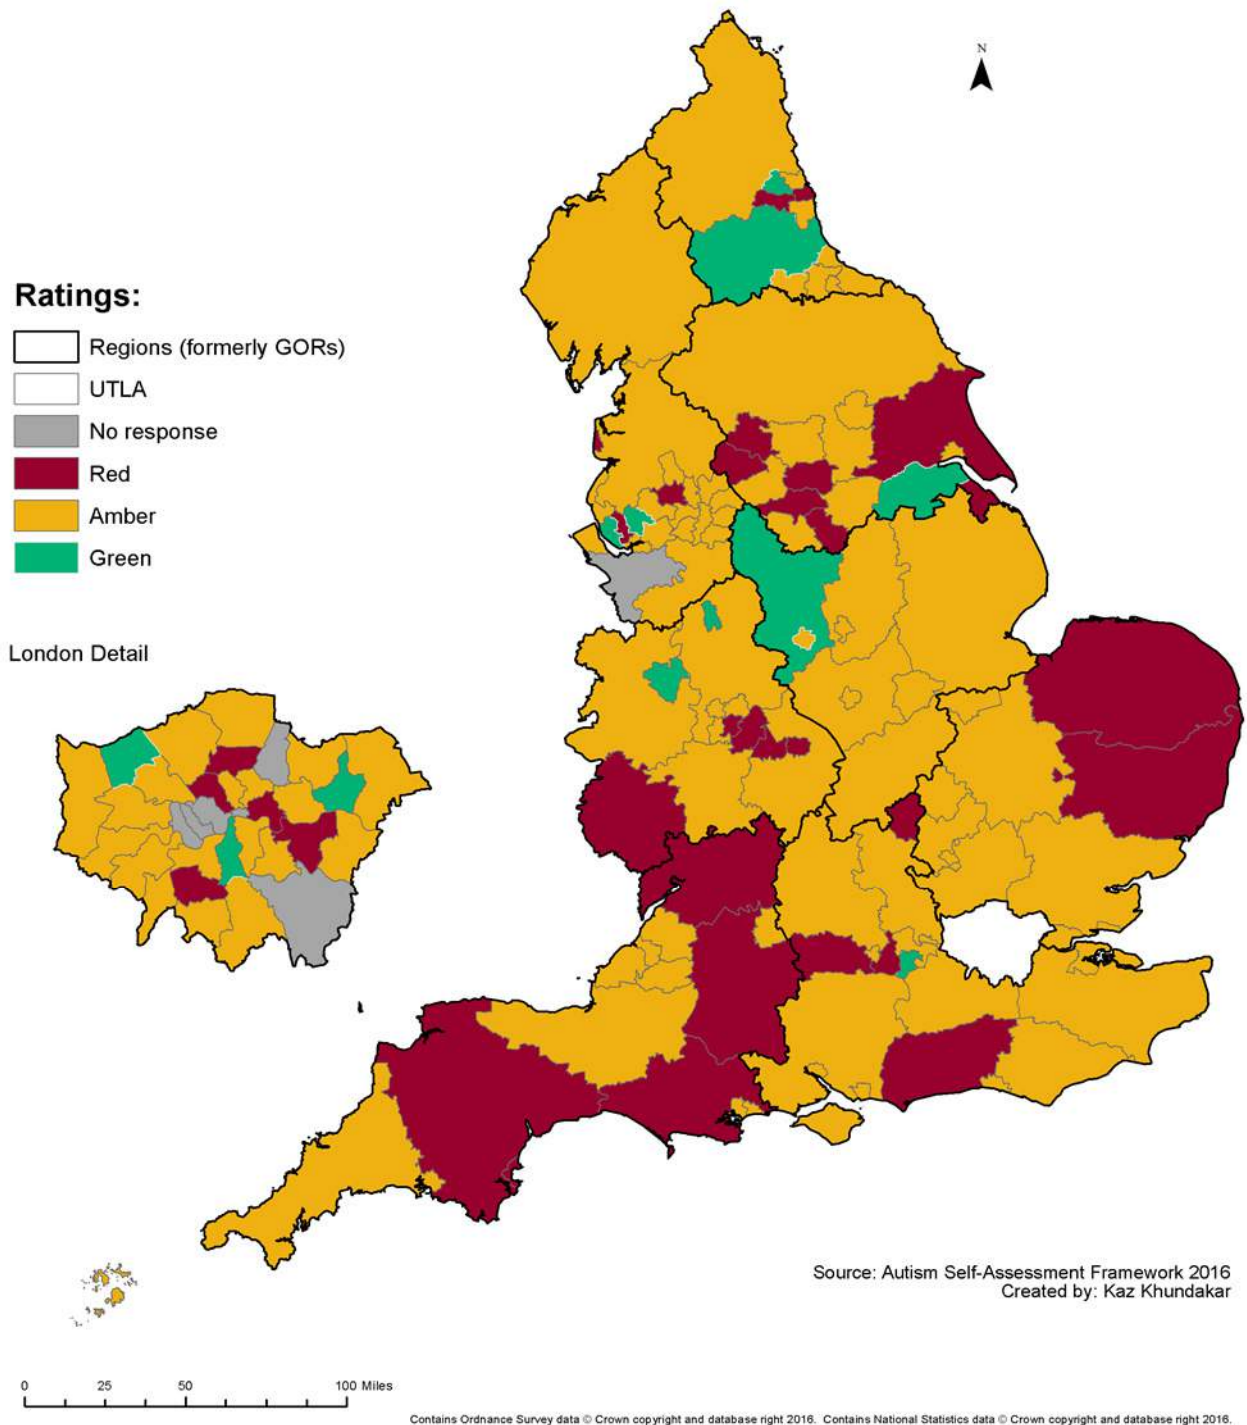 N
Ratings:
Regions (formerly GORs)
UTLA
No response
Red
Amber
Green
London Detail
Source: Autism Self-Assessment Framework 2016
Created by: Kaz Khundakar
0 25 50 100 Miles
Contains Ordnance Survey data © Crown copyright and database right 2016. Contains National Statistics data © Crown copyright and database right 2016.